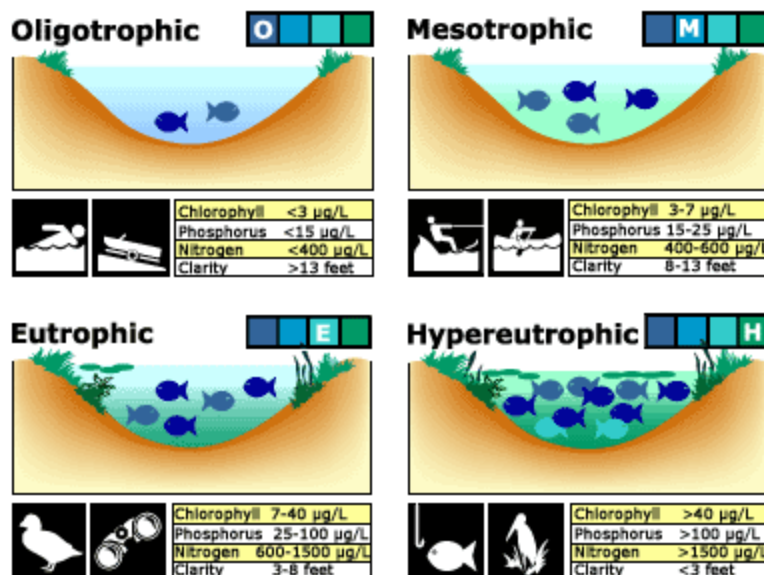 Oligotrophic O
Chlorophyll <3 µg/L
Phosphorus <15 µg/L
Nitrogen <400 µg/L
Clarity >13 feet
Mesotrophic M
Chlorophyll 3-7 µg/L
Phosphorus 15-25 µg/L
Nitrogen 400-600 µg/L
Clarity 8-13 feet
Eutrophic E
Chlorophyll 7-40 µg/L
Phosphorus 25-100 µg/L
Nitrogen 600-1500 µg/L
Clarity 3-8 feet
Hypereutrophic H
Chlorophyll >40 µg/L
Phosphorus >100 µg/L
Nitrogen >1500 µg/L
Clarity <3 feet